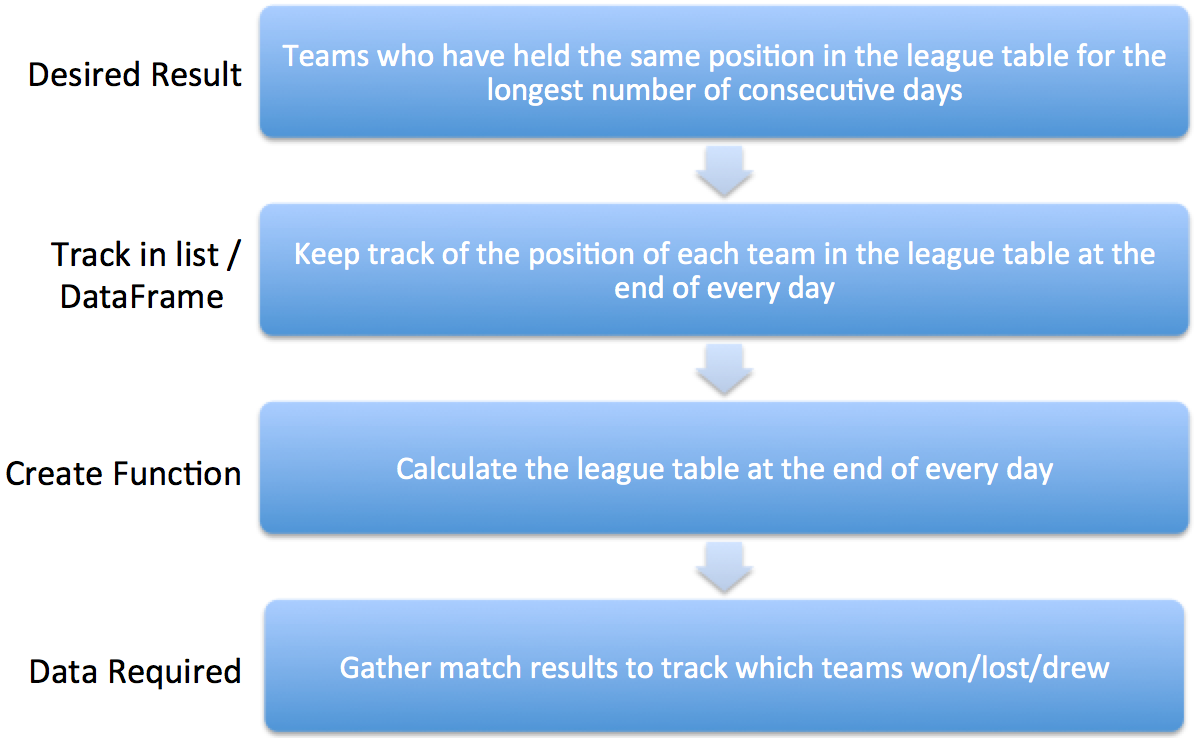 Desired Result
Teams who have held the same position in the league table for the
longest number of consecutive days
Track in list /
DataFrame
Keep track of the position of each team in the league table at the
end of every day
Create Function
Calculate the league table at the end of every day
Data Required
Gather match results to track which teams won/lost/drew